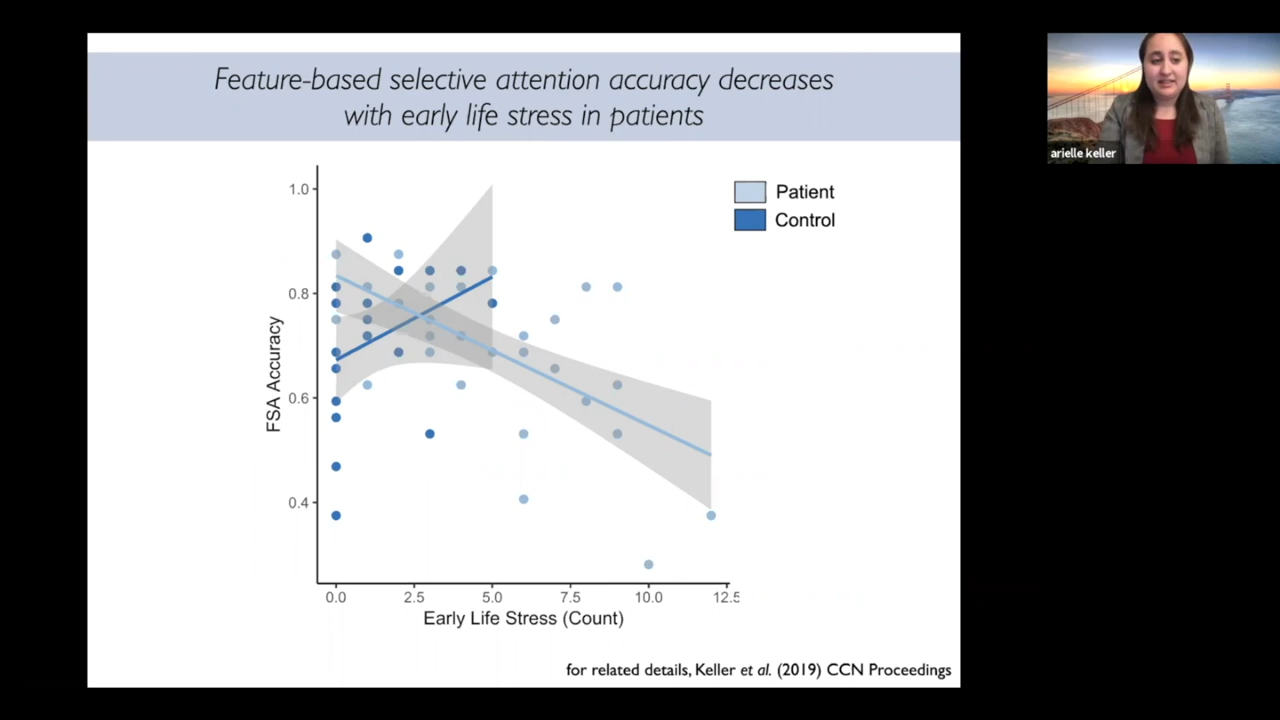 Feature-based selective attention accuracy decreases
with early life stress in patients
arielle keller
Patient
Control
1.0
0.8
0.6
0.4
FSA Accuracy
0.0 2.5 5.0 7.5 10.0 12.5
Early Life Stress (Count)
for related details, Keller et al. (2019) CCN Proceedings